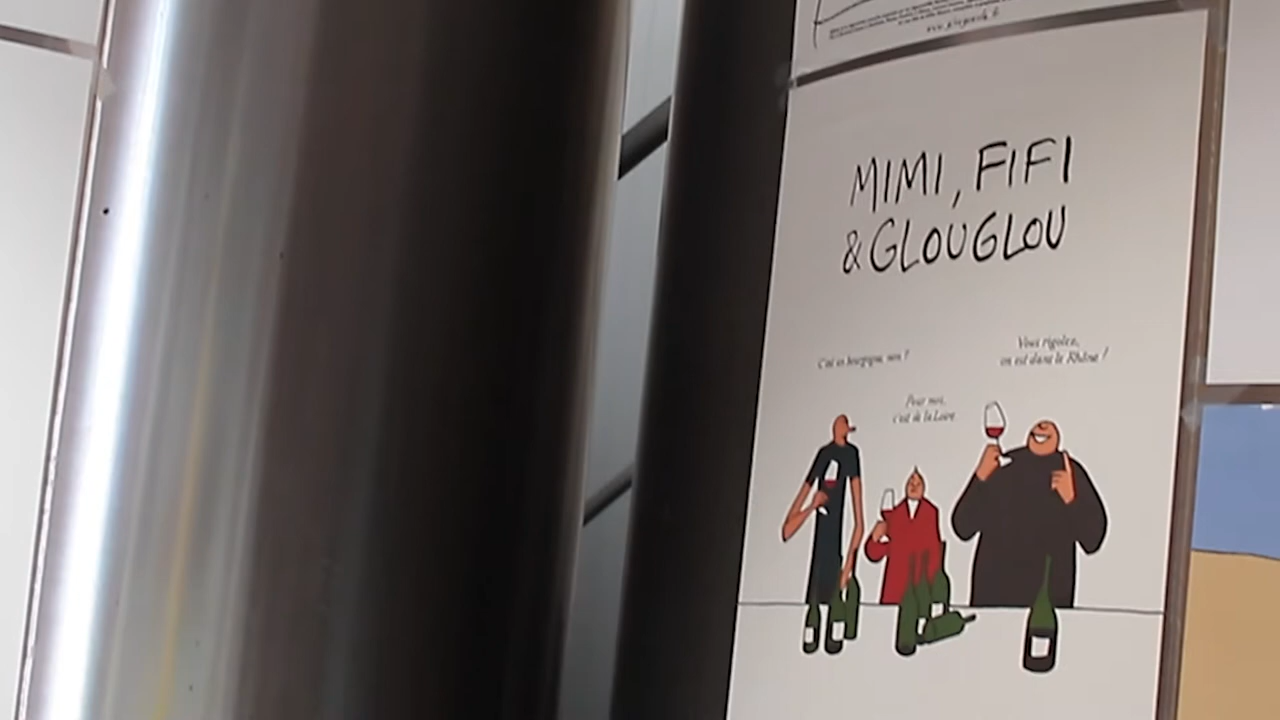 MIMI, FIFI
& GLOUGLOU
C'est un bourgogne, non ?
Vous rigolez,
on est dans le Rhône !
Pour moi,
c'est de la Loire.